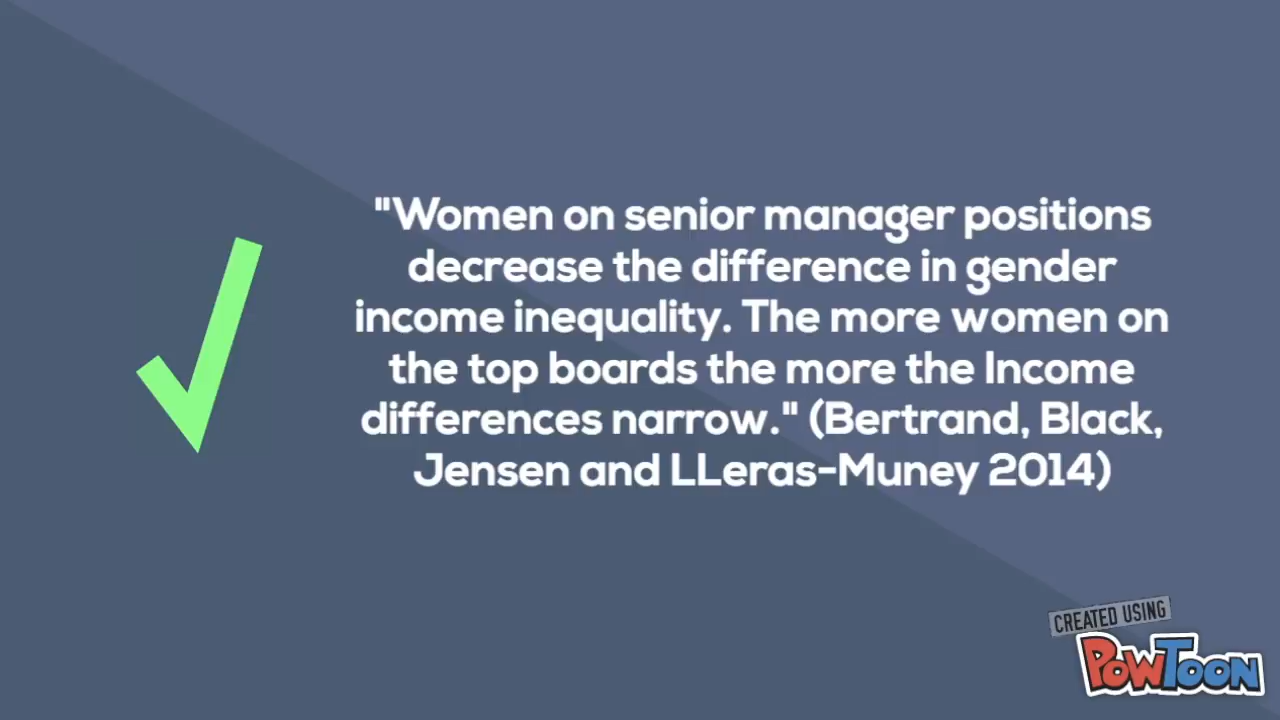 "Women on senior manager positions
decrease the difference in gender
income inequality. The more women on
the top boards the more the Income
differences narrow." (Bertrand, Black,
Jensen and LLeras-Muney 2014)
CREATED USING
POWTOON